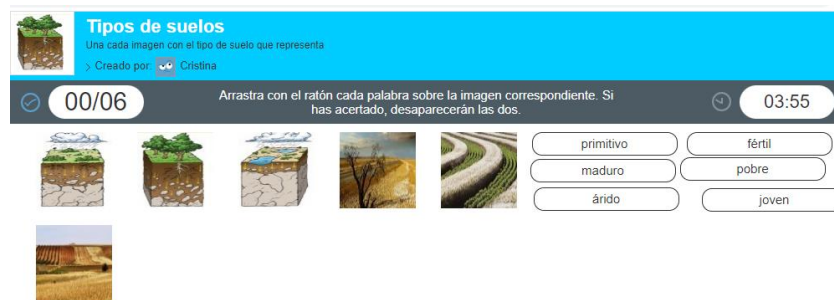 Tipos de suelos
Una cada imagen con el tipo de suelo que representa
> Creado por: Cristina
00/06
Arrastra con el ratón cada palabra sobre la imagen correspondiente. Si
has acertado, desaparecerán las dos.
03:55
primitivo
fértil
maduro
pobre
árido
joven